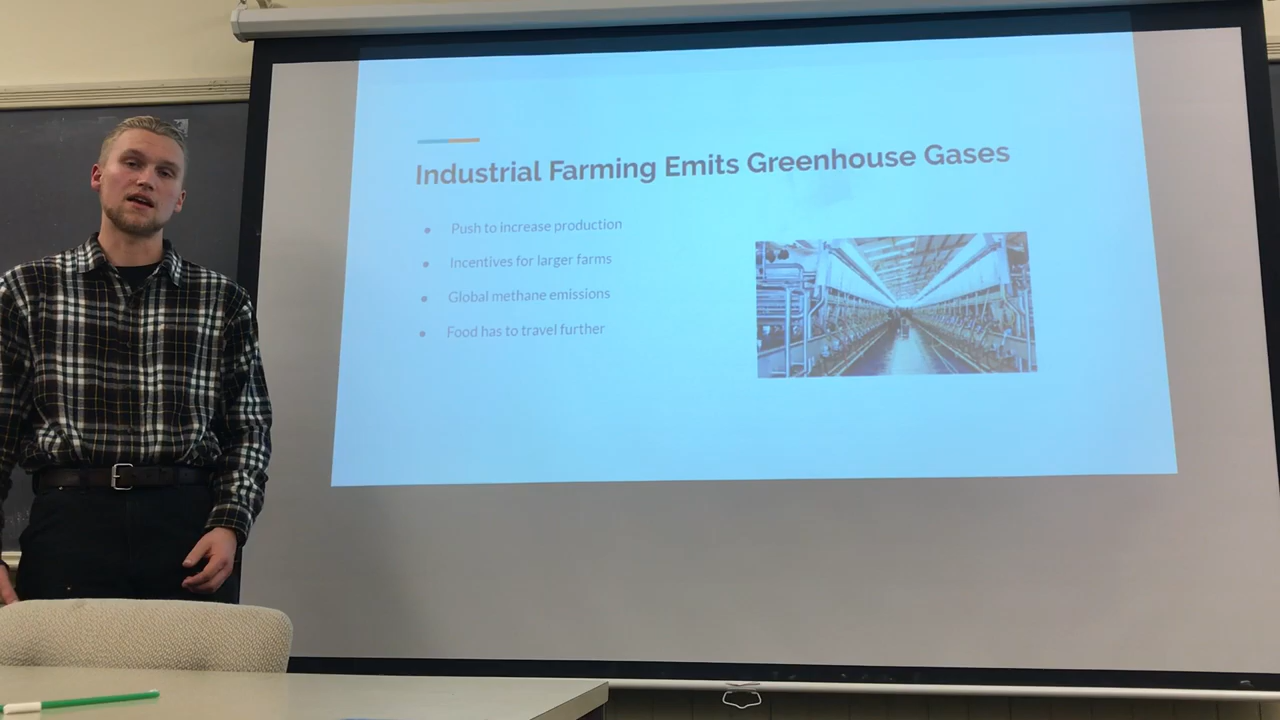 Industrial Farming Emits Greenhouse Gases
● Push to increase production
● Incentives for larger farms
● Global methane emissions
● Food has to travel further